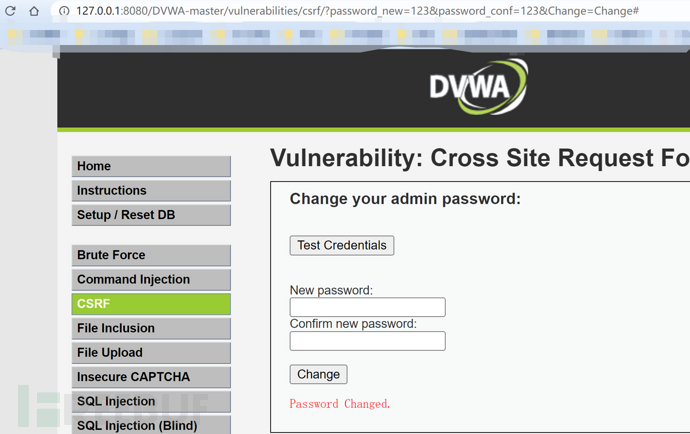 127.0.0.1:8080/DVWA-master/vulnerabilities/csrf/?password_new=123&password_conf=123&Change=Change#
DVWA
Home
Instructions
Setup / Reset DB
Brute Force
Command Injection
CSRF
File Inclusion
File Upload
Insecure CAPTCHA
SQL Injection
SQL Injection (Blind)
Vulnerability: Cross Site Request Fo
Change your admin password:
Test Credentials
New password:
Confirm new password:
Change
Password Changed.